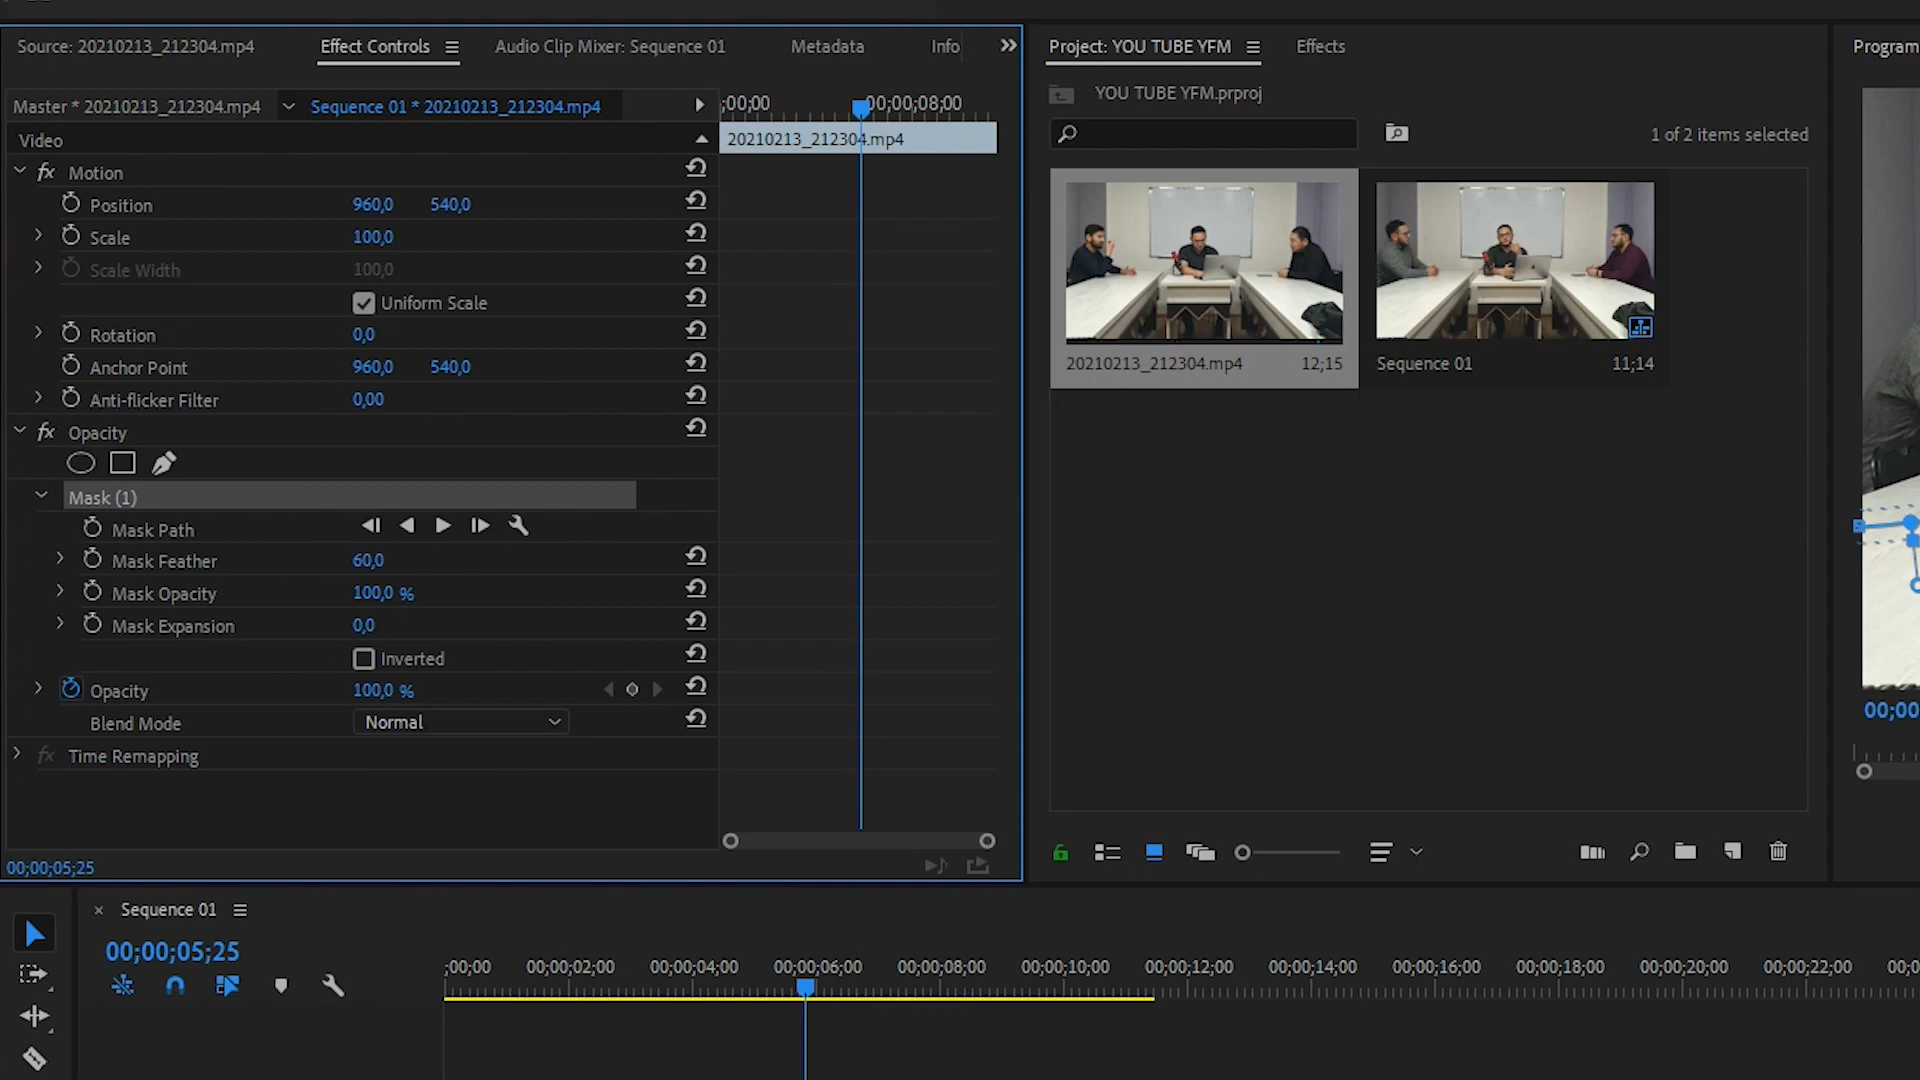 Source: 20210213_212304.mp4
Effect Controls
Audio Clip Mixer: Sequence 01
Metadata
Info
Master * 20210213_212304.mp4
Sequence 01 * 20210213_212304.mp4
;00;00
00;00;08;00
20210213_212304.mp4
Video
Motion
Position 960,0 540,0
Scale 100,0
Scale Width 100,0
Uniform Scale
Rotation 0,0
Anchor Point 960,0 540,0
Anti-flicker Filter 0,00
Opacity
Mask (1)
Mask Path
Mask Feather 60,0
Mask Opacity 100,0 %
Mask Expansion 0,0
Inverted
Opacity 100,0 %
Blend Mode Normal
Time Remapping
00;00;05;25
Project: YOU TUBE YFM
Effects
YOU TUBE YFM.prproj
1 of 2 items selected
20210213_212304.mp4 12;15
Sequence 01 11;14
Program
00;00
Sequence 01
00;00;05;25
;00;00 00;00;02;00 00;00;04;00 00;00;06;00 00;00;08;00 00;00;10;00 00;00;12;00 00;00;14;00 00;00;16;00 00;00;18;00 00;00;20;00 00;00;22;00 00;0